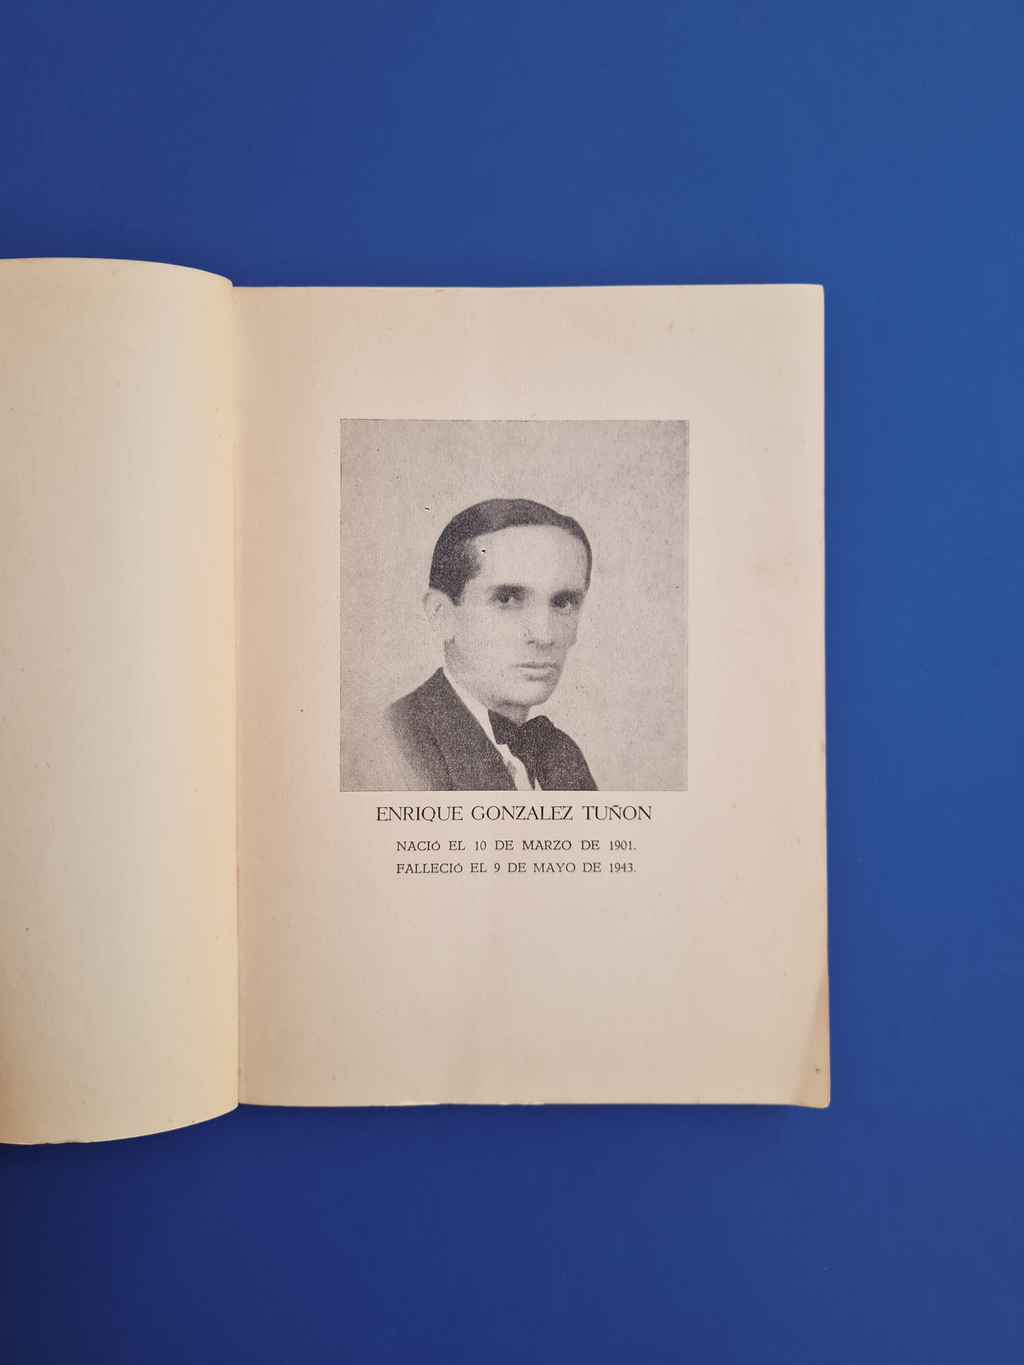 ENRIQUE GONZALEZ TUÑON
NACIÓ EL 10 DE MARZO DE 1901.
FALLECIÓ EL 9 DE MAYO DE 1943.